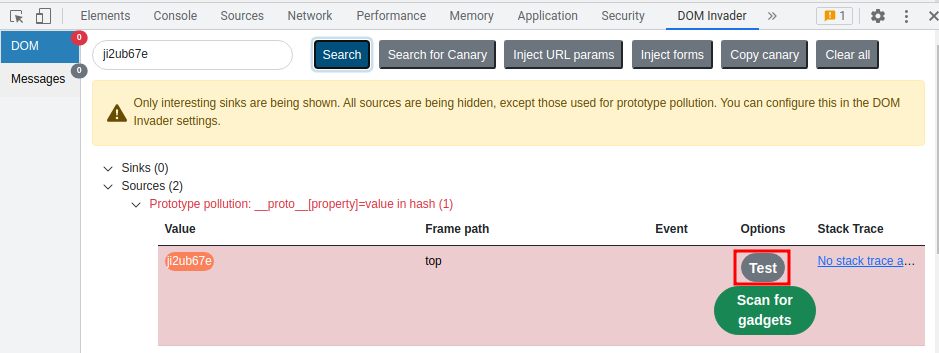 Elements Console Sources Network Performance Memory Application Security DOM Invader » 1
DOM 0
Messages 0
ji2ub67e Search Search for Canary Inject URL params Inject forms Copy canary Clear all
Only interesting sinks are being shown. All sources are being hidden, except those used for prototype pollution. You can configure this in the DOM
Invader settings.
Sinks (0)
Sources (2)
Prototype pollution: __proto__[property]=value in hash (1)
Value Frame path Event Options Stack Trace
ji2ub67e top Test No stack trace a…
Scan for
gadgets